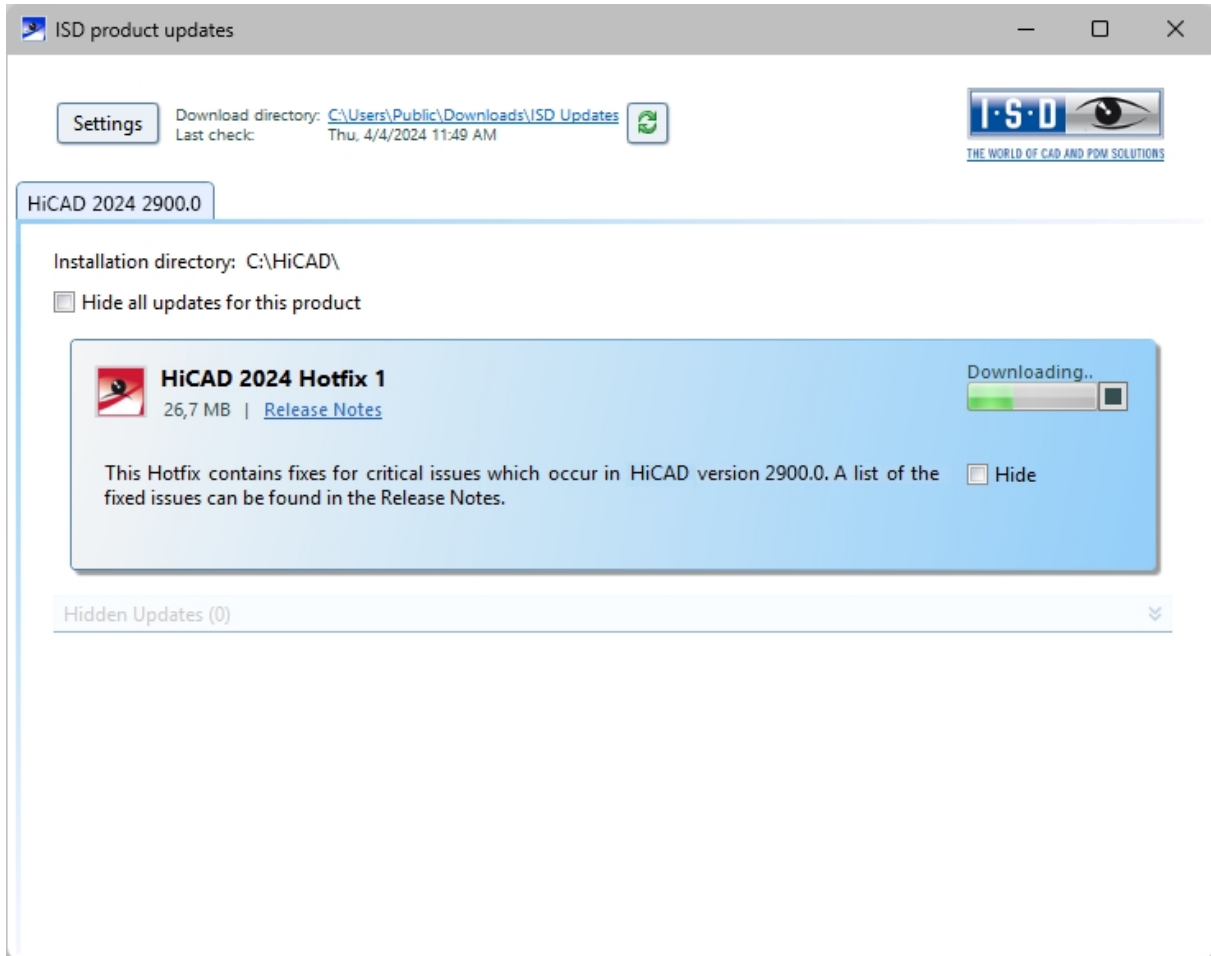 ISD product updates
Settings
Download directory: C:\Users\Public\Downloads\ISD Updates
Last check: Thu, 4/4/2024 11:49 AM
I·S·D
THE WORLD OF CAD AND PDM SOLUTIONS
HiCAD 2024 2900.0
Installation directory: C:\HiCAD\
Hide all updates for this product
HiCAD 2024 Hotfix 1
26,7 MB | Release Notes
Downloading..
This Hotfix contains fixes for critical issues which occur in HiCAD version 2900.0. A list of the
fixed issues can be found in the Release Notes.
Hide
Hidden Updates (0)